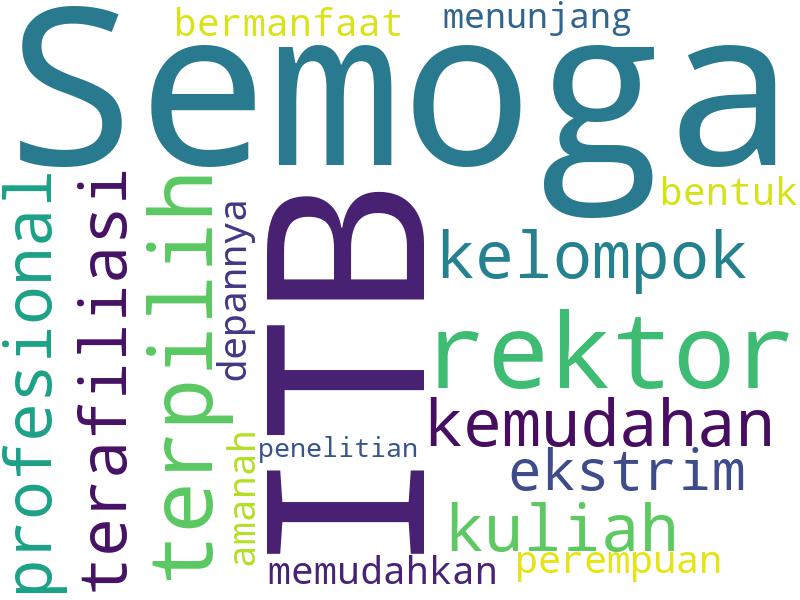 bermanfaat
menunjang
Semoga
bentuk
profesional
terafiliasi
terpilih
depannya
ITB
kelompok
rektor
kemudahan
penelitian
amanah
ekstrim
kuliah
perempuan
memudahkan